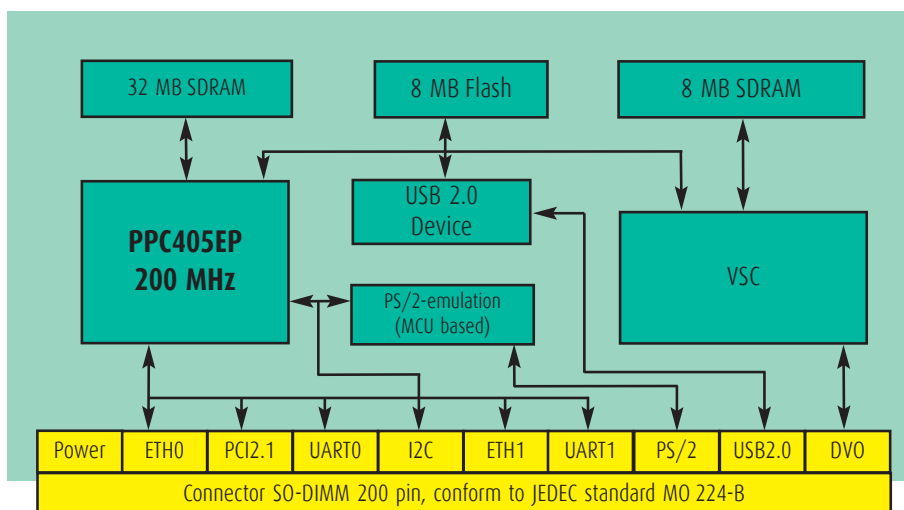 32 MB SDRAM
8 MB Flash
8 MB SDRAM
PPC405EP
200 MHz
USB 2.0
Device
VSC
PS/2-emulation
(MCU based)
Power ETH0 PCI2.1 UART0 I2C ETH1 UART1 PS/2 USB2.0 DVO
Connector SO-DIMM 200 pin, conform to JEDEC standard MO 224-B